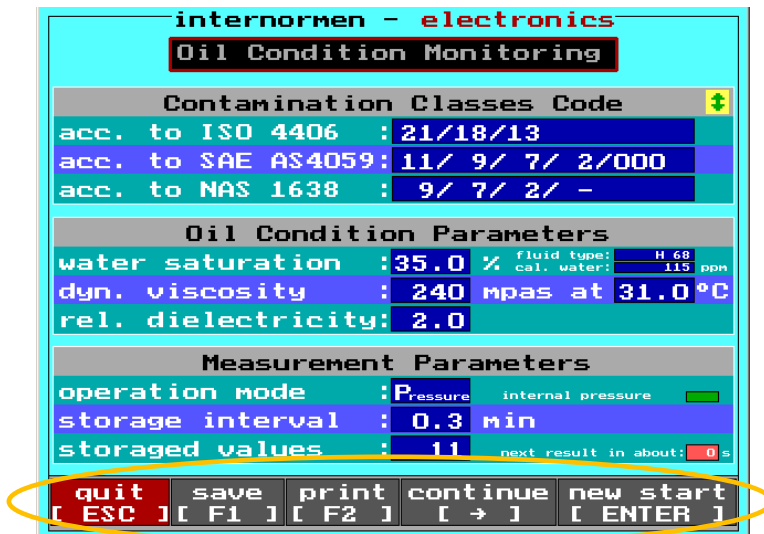 internormen - electronics
Oil Condition Monitoring
Contamination Classes Code
acc. to ISO 4406 : 21/18/13
acc. to SAE AS4059: 11/ 9/ 7/ 2/000
acc. to NAS 1638 : 9/ 7/ 2/ -
Oil Condition Parameters
water saturation : 35.0 % fluid type: H 68
cal. water: 115 ppm
dyn. viscosity : 240 mpas at 31.0 °C
rel. dielectricity: 2.0
Measurement Parameters
operation mode : Pressure internal pressure
storage interval : 0.3 min
storaged values : 11 next result in about: 0 s
quit save print continue new start
[ ESC ] [ F1 ] [ F2 ] [ → ] [ ENTER ]